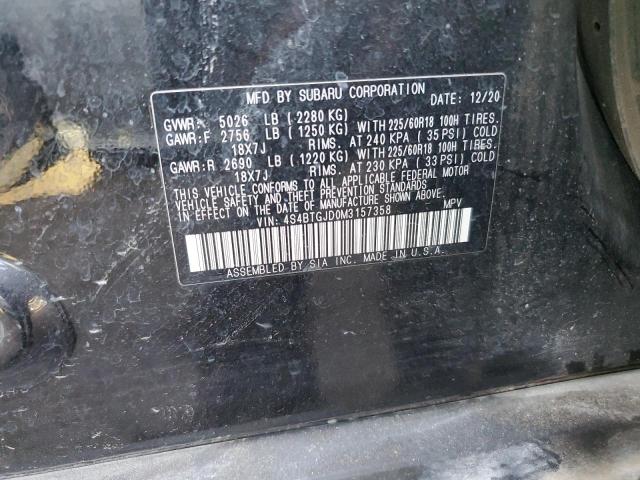 MFD BY SUBARU CORPORATION DATE: 12/20
GVWR: 5026 LB (2280 KG)
GAWR:F 2756 LB (1250 KG) WITH 225/60R18 100H TIRES.
18X7J RIMS. AT 240 KPA (35 PSI) COLD
GAWR:R 2690 LB (1220 KG) WITH 225/60R18 100H TIRES.
18X7J RIMS. AT 230 KPA (33 PSI) COLD
THIS VEHICLE CONFORMS TO ALL APPLICABLE FEDERAL MOTOR
VEHICLE SAFETY AND THEFT PREVENTION STANDARDS
IN EFFECT ON THE DATE OF MANUFACTURE SHOWN ABOVE.
VIN: 4S4BTGJD0M3157358 MPV
ASSEMBLED BY SIA INC. MADE IN U.S.A.